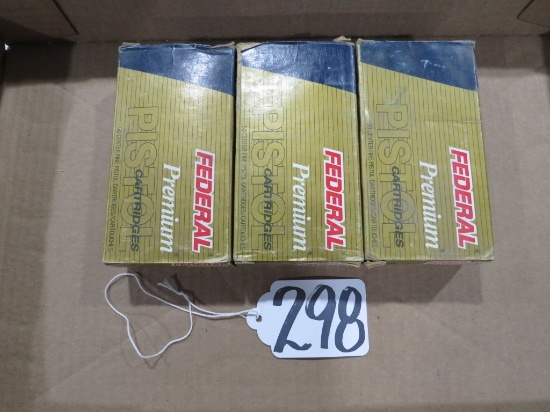 FEDERAL
Premium
PISTOL
CARTRIDGES
FEDERAL
Premium
PISTOL
CARTRIDGES
FEDERAL
Premium
PISTOL
CARTRIDGES
298